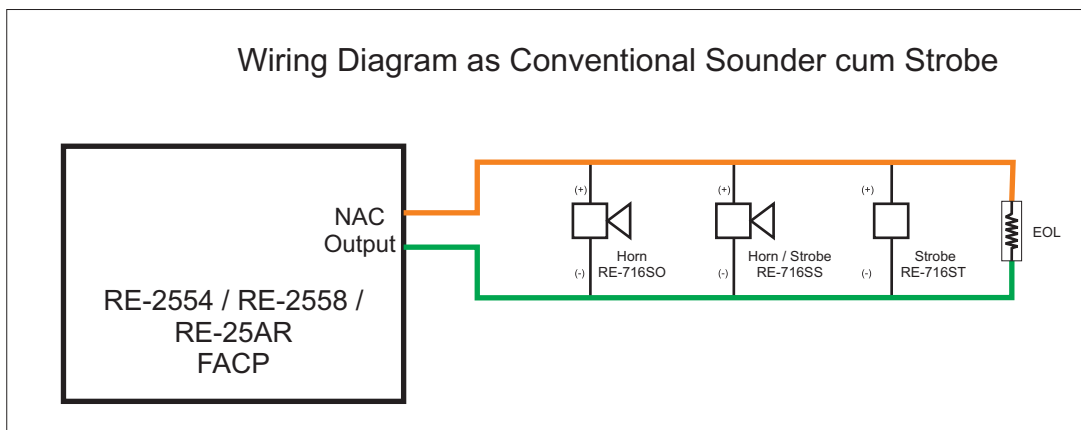 Wiring Diagram as Conventional Sounder cum Strobe
NAC
Output
RE-2554 / RE-2558 /
RE-25AR
FACP
(+)
(-)
Horn
RE-716SO
(+)
(-)
Horn / Strobe
RE-716SS
(+)
(-)
Strobe
RE-716ST
EOL